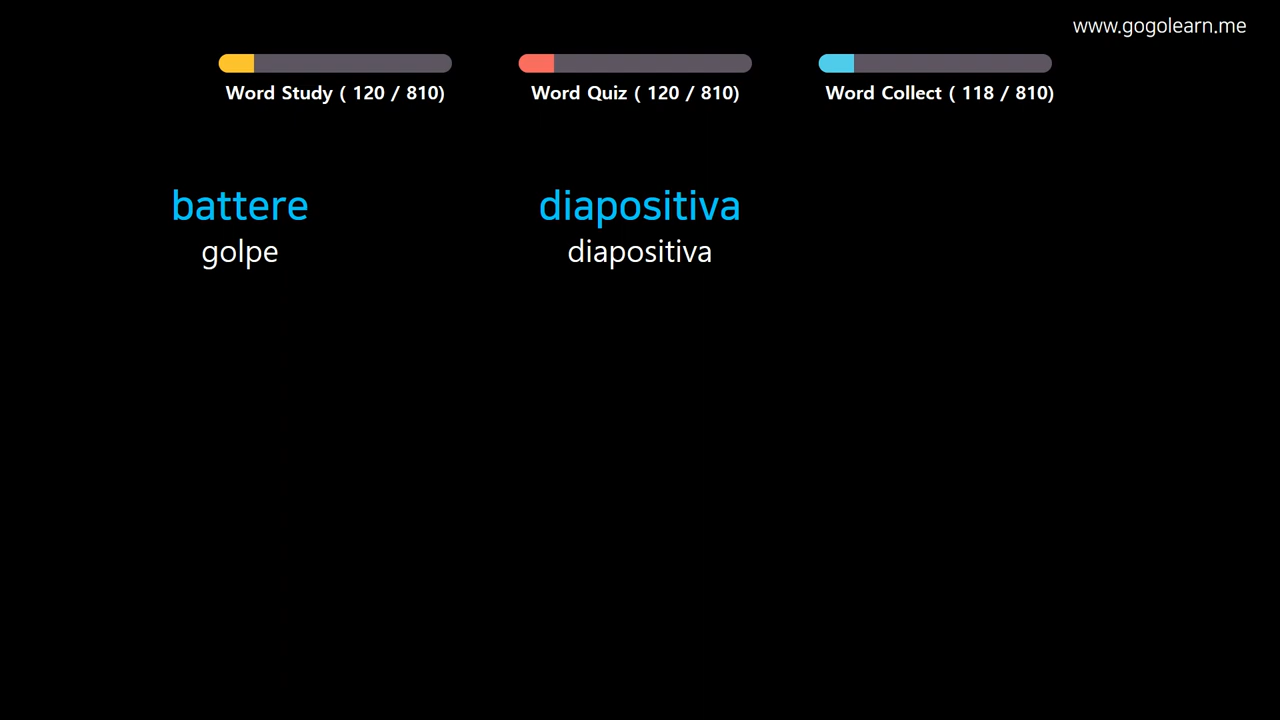 www.gogolearn.me
Word Study ( 120 / 810)
Word Quiz ( 120 / 810)
Word Collect ( 118 / 810)
battere
golpe
diapositiva
diapositiva